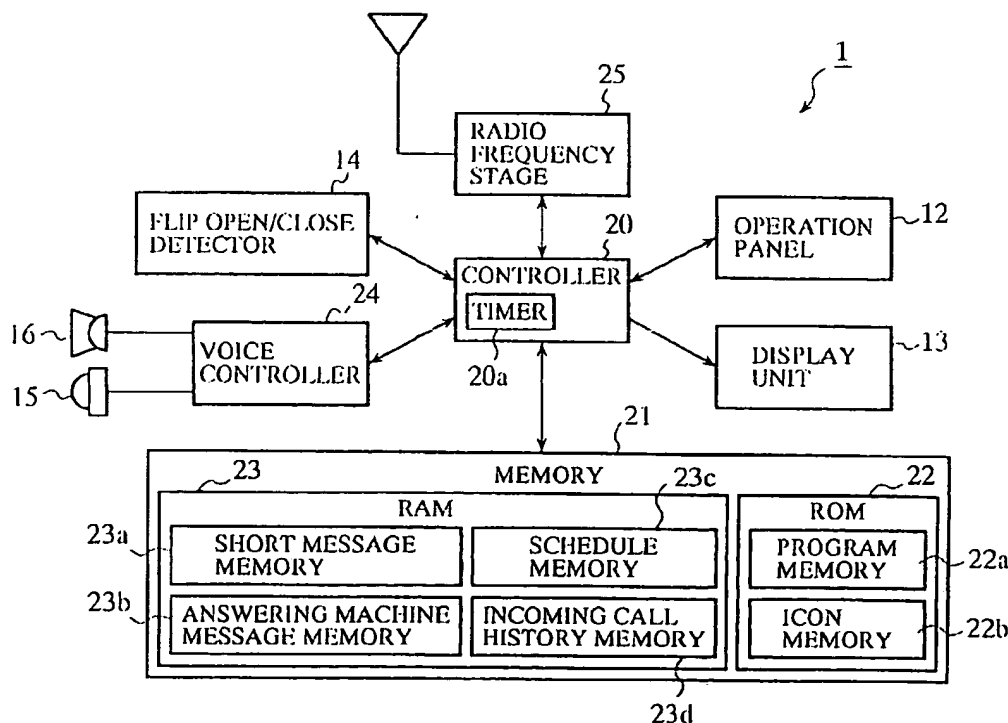 1
25
RADIO
FREQUENCY
STAGE
14
FLIP OPEN/CLOSE
DETECTOR
20
CONTROLLER
TIMER
20a
12
OPERATION
PANEL
24
16
15
VOICE
CONTROLLER
13
DISPLAY
UNIT
21
MEMORY
23
RAM
23a
SHORT MESSAGE
MEMORY
23c
SCHEDULE
MEMORY
23b
ANSWERING MACHINE
MESSAGE MEMORY
INCOMING CALL
HISTORY MEMORY
23d
22
ROM
PROGRAM
MEMORY
22a
ICON
MEMORY
22b